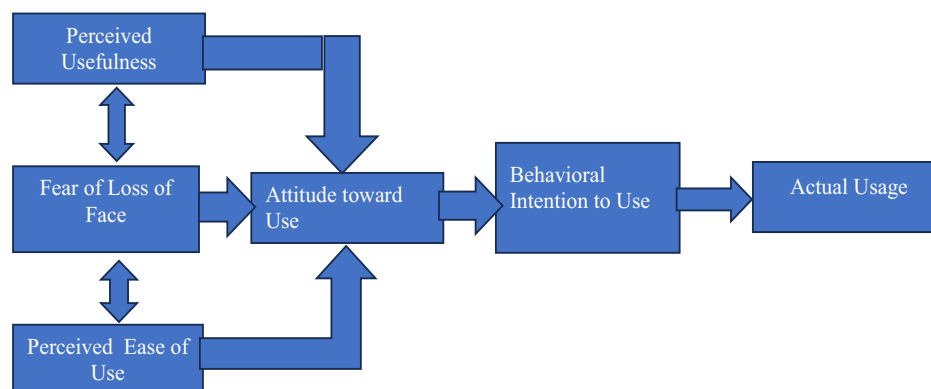 Perceived
Usefulness
Fear of Loss of
Face
Perceived Ease of
Use
Attitude toward
Use
Behavioral
Intention to Use
Actual Usage